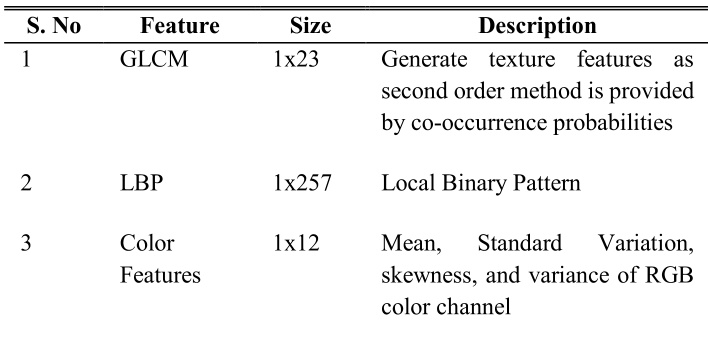 S. No Feature Size Description
1 GLCM 1x23 Generate texture features as
second order method is provided
by co-occurrence probabilities
2 LBP 1x257 Local Binary Pattern
3 Color 1x12 Mean, Standard Variation,
Features skewness, and variance of RGB
color channel